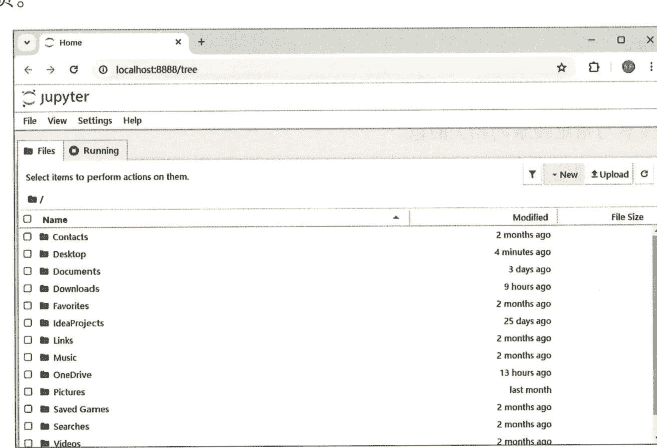 Home
localhost:8888/tree
jupyter
File View Settings Help
Files Running
Select items to perform actions on them.
New Upload
/
Name Modified File Size
Contacts 2 months ago
Desktop 4 minutes ago
Documents 3 days ago
Downloads 9 hours ago
Favorites 2 months ago
IdeaProjects 25 days ago
Links 2 months ago
Music 2 months ago
OneDrive 13 hours ago
Pictures last month
Saved Games 2 months ago
Searches 2 months ago
Videos 2 months ago